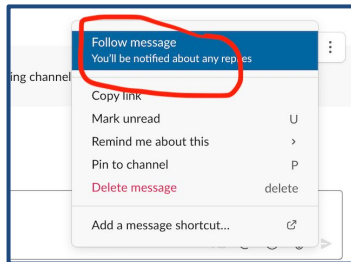 Follow message
You'll be notified about any replies
ing channel
Copy link
Mark unread U
Remind me about this >
Pin to channel P
Delete message delete
Add a message shortcut...